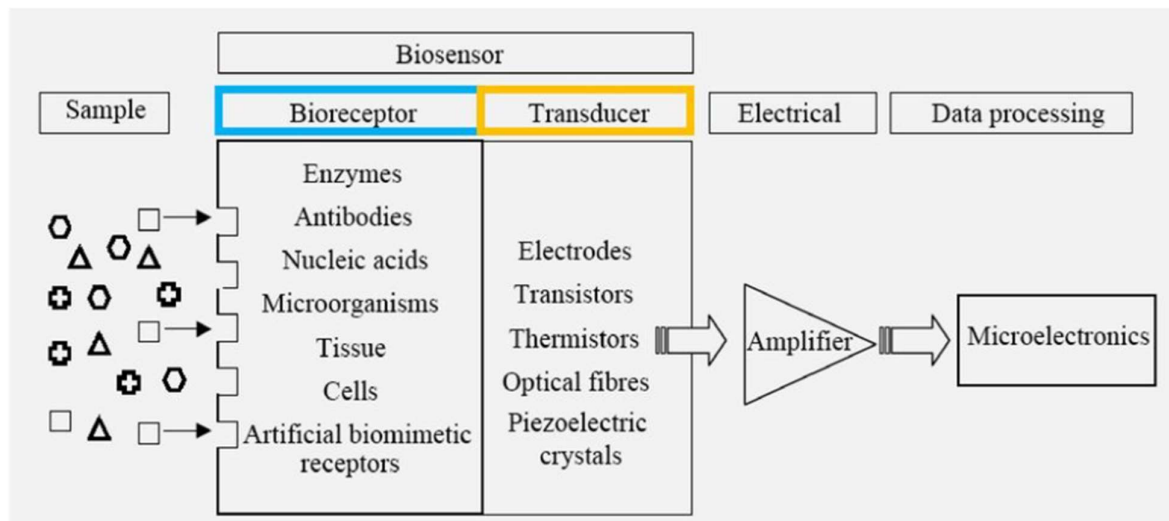 Biosensor
Sample
Bioreceptor
Transducer
Electrical
Data processing
Enzymes
Antibodies
Nucleic acids
Microorganisms
Tissue
Cells
Artificial biomimetic
receptors
Electrodes
Transistors
Thermistors
Optical fibres
Piezoelectric
crystals
Amplifier
Microelectronics